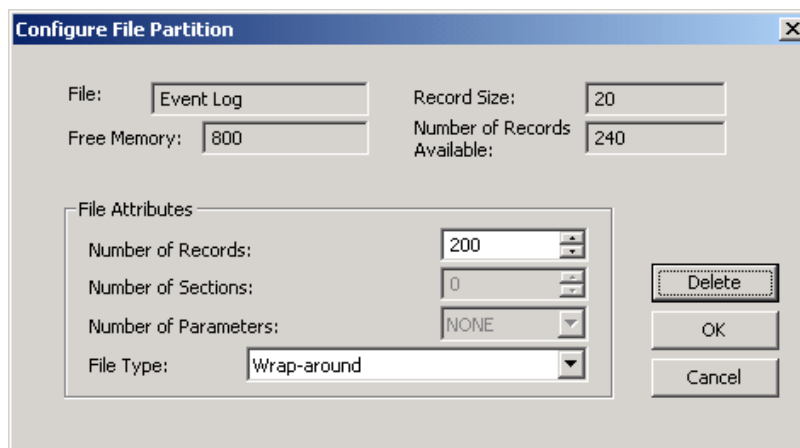 Configure File Partition
File: Event Log Record Size: 20
Free Memory: 800 Number of Records Available: 240
File Attributes
Number of Records: 200
Number of Sections: 0
Number of Parameters: NONE
File Type: Wrap-around
Delete
OK
Cancel